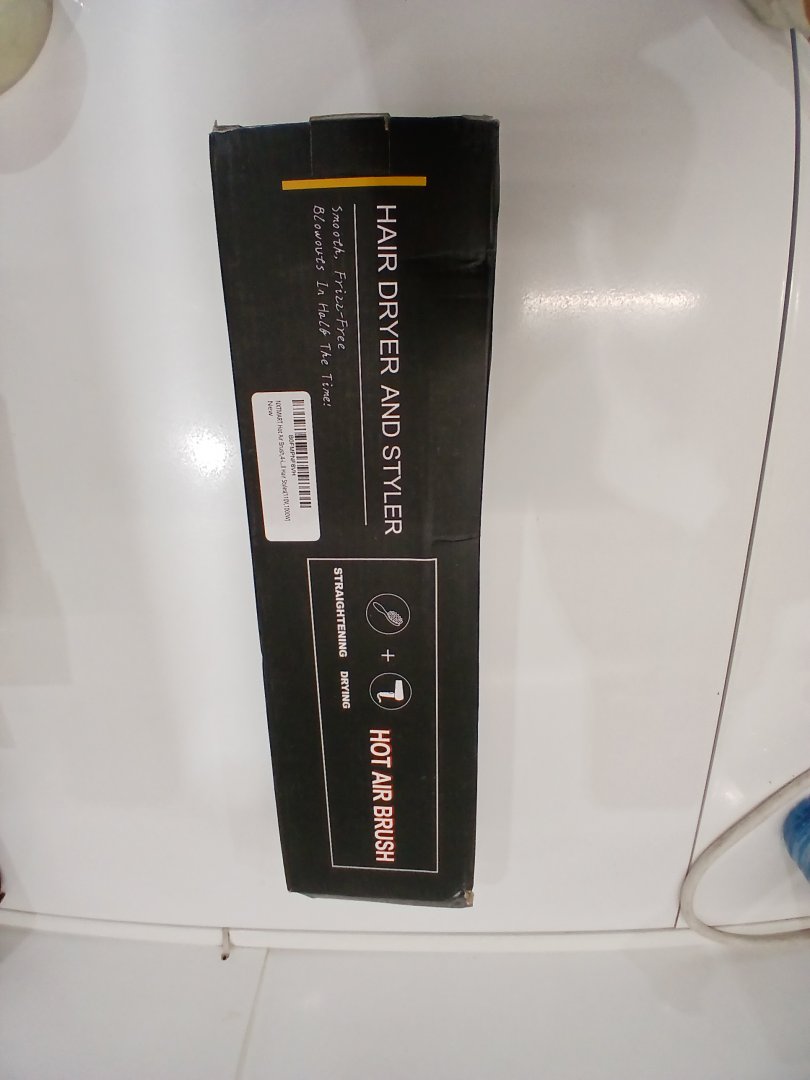 HAIR DRYER AND STYLER
Smooth, Frizz-Free
Blowouts In Half The Time!
New
STRAIGHTENING + DRYING
HOT AIR BRUSH